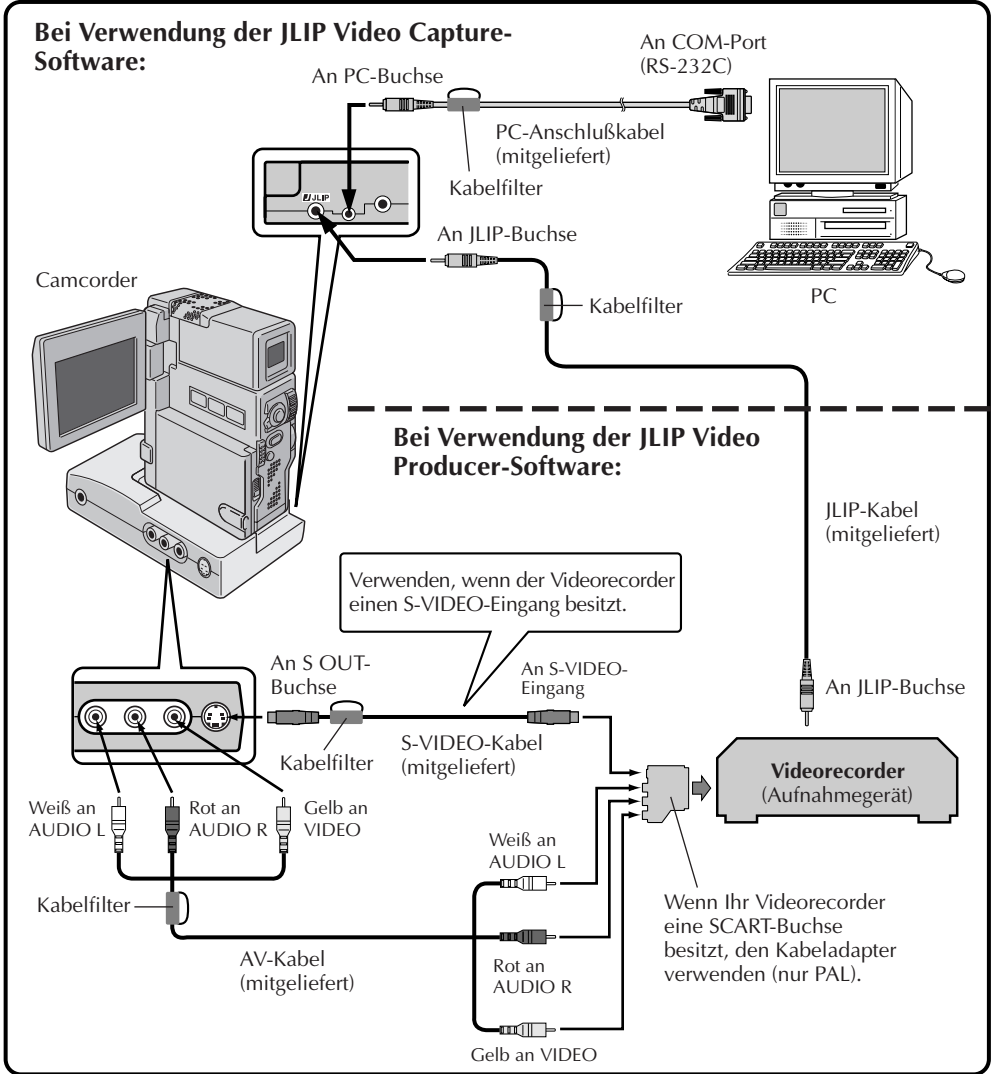 Bei Verwendung der JLIP Video Capture-
Software:
An COM-Port
(RS-232C)
An PC-Buchse
PC-Anschlußkabel
(mitgeliefert)
Kabelfilter
JLIP
An JLIP-Buchse
Camcorder
Kabelfilter
PC
Bei Verwendung der JLIP Video
Producer-Software:
JLIP-Kabel
(mitgeliefert)
Verwenden, wenn der Videorecorder
einen S-VIDEO-Eingang besitzt.
An S OUT-
Buchse
An S-VIDEO-
Eingang
An JLIP-Buchse
Kabelfilter
S-VIDEO-Kabel
(mitgeliefert)
Videorecorder
(Aufnahmegerät)
Weiß an
AUDIO L
Rot an
AUDIO R
Gelb an
VIDEO
Weiß an
AUDIO L
Kabelfilter
Wenn Ihr Videorecorder
eine SCART-Buchse
besitzt, den Kabeladapter
verwenden (nur PAL).
AV-Kabel
(mitgeliefert)
Rot an
AUDIO R
Gelb an VIDEO